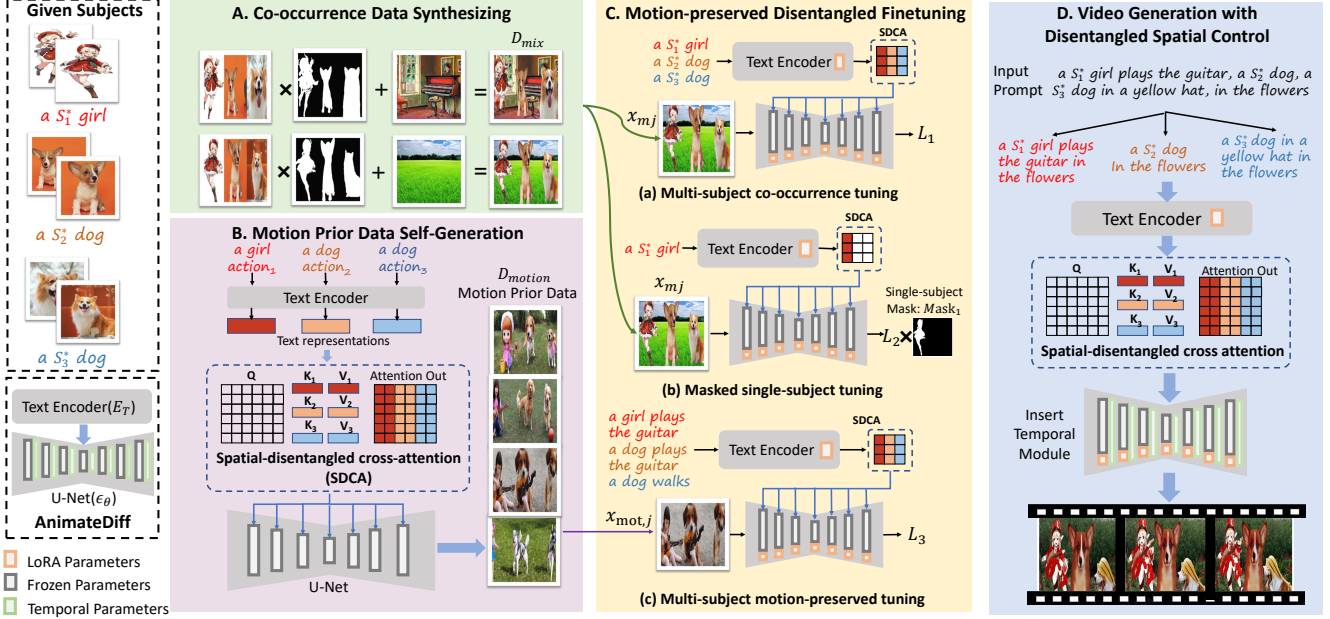 Given Subjects
a S₁* girl
a S₂* dog
a S₃* dog
Text Encoder(E_T)
U-Net(ϵ_θ)
AnimateDiff
LoRA Parameters
Frozen Parameters
Temporal Parameters
A. Co-occurrence Data Synthesizing
D_mix
× + =
× + =
B. Motion Prior Data Self-Generation
a girl action₁
a dog action₂
a dog action₃
Text Encoder
Text representations
Q
K₁ V₁
K₂ V₂
K₃ V₃
Attention Out
Spatial-disentangled cross-attention
(SDCA)
U-Net
D_motion
Motion Prior Data
C. Motion-preserved Disentangled Finetuning
a S₁* girl
a S₂* dog
a S₃* dog
Text Encoder
SDCA
x_mj
L₁
(a) Multi-subject co-occurrence tuning
a S₁* girl
Text Encoder
SDCA
x_mj
L₂×
Single-subject
Mask: Mask₁
(b) Masked single-subject tuning
a girl plays
the guitar
a dog plays
the guitar
a dog walks
Text Encoder
SDCA
x_mot,j
L₃
(c) Multi-subject motion-preserved tuning
D. Video Generation with
Disentangled Spatial Control
Input
Prompt
a S₁* girl plays the guitar, a S₂* dog, a
S₃* dog in a yellow hat, in the flowers
a S₁* girl plays
the guitar in
the flowers
a S₂* dog
In the flowers
a S₃* dog in a
yellow hat in
the flowers
Text Encoder
Q
K₁ V₁
K₂ V₂
K₃ V₃
Attention Out
Spatial-disentangled cross attention
Insert
Temporal
Module